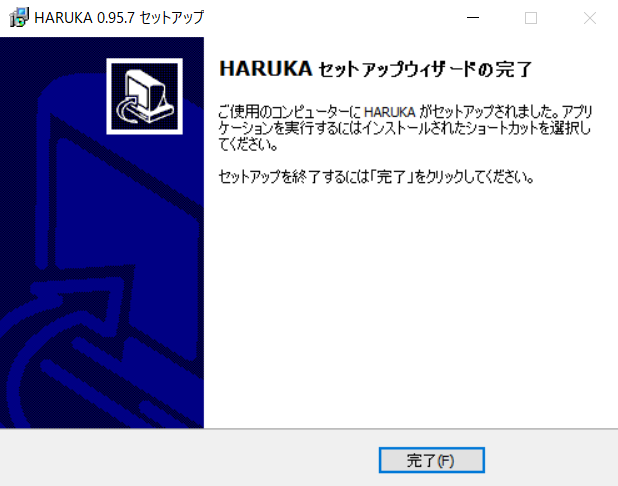 HARUKA 0.95.7 セットアップ
HARUKA セットアップウィザードの完了
ご使用のコンピューターに HARUKA がセットアップされました。アプリ
ケーションを実行するにはインストールされたショートカットを選択し
てください。
セットアップを終了するには「完了」をクリックしてください。
完了(F)